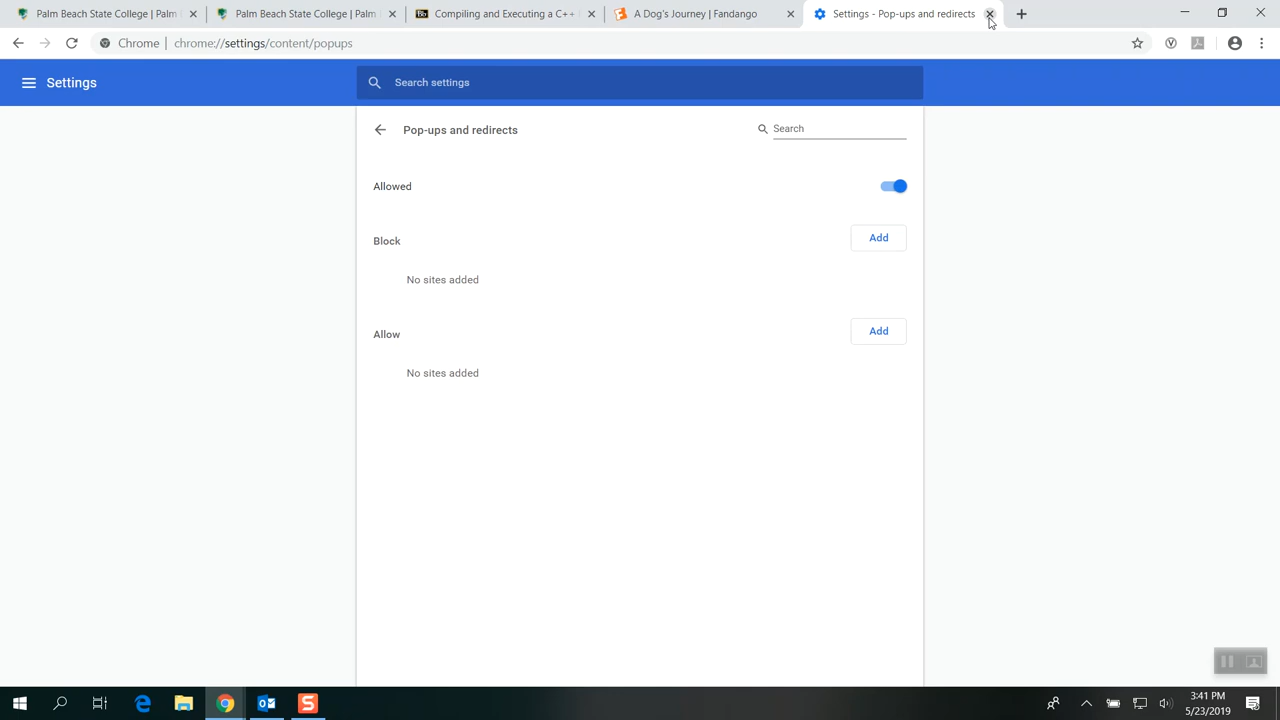 Palm Beach State College | Palm
Palm Beach State College | Palm
Compiling and Executing a C++
A Dog's Journey | Fandango
Settings - Pop-ups and redirects
Chrome | chrome://settings/content/popups
Settings
Search settings
Pop-ups and redirects
Search
Allowed
Block
Add
No sites added
Allow
Add
No sites added
3:41 PM
5/23/2019